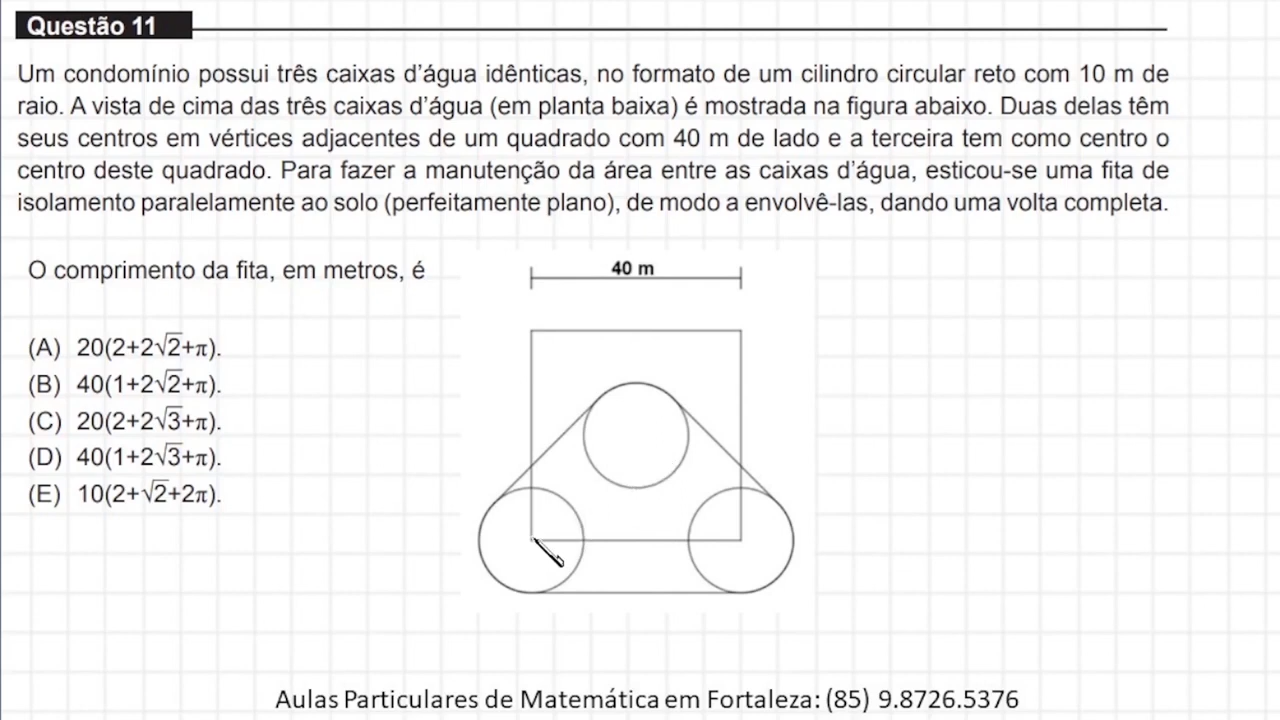 Questão 11
Um condomínio possui três caixas d'água idênticas, no formato de um cilindro circular reto com 10 m de
raio. A vista de cima das três caixas d'água (em planta baixa) é mostrada na figura abaixo. Duas delas têm
seus centros em vértices adjacentes de um quadrado com 40 m de lado e a terceira tem como centro o
centro deste quadrado. Para fazer a manutenção da área entre as caixas d'água, esticou-se uma fita de
isolamento paralelamente ao solo (perfeitamente plano), de modo a envolvê-las, dando uma volta completa.
O comprimento da fita, em metros, é
(A) 20(2+2√2+π).
(B) 40(1+2√2+π).
(C) 20(2+2√3+π).
(D) 40(1+2√3+π).
(E) 10(2+√2+2π).
40 m
Aulas Particulares de Matemática em Fortaleza: (85) 9.8726.5376